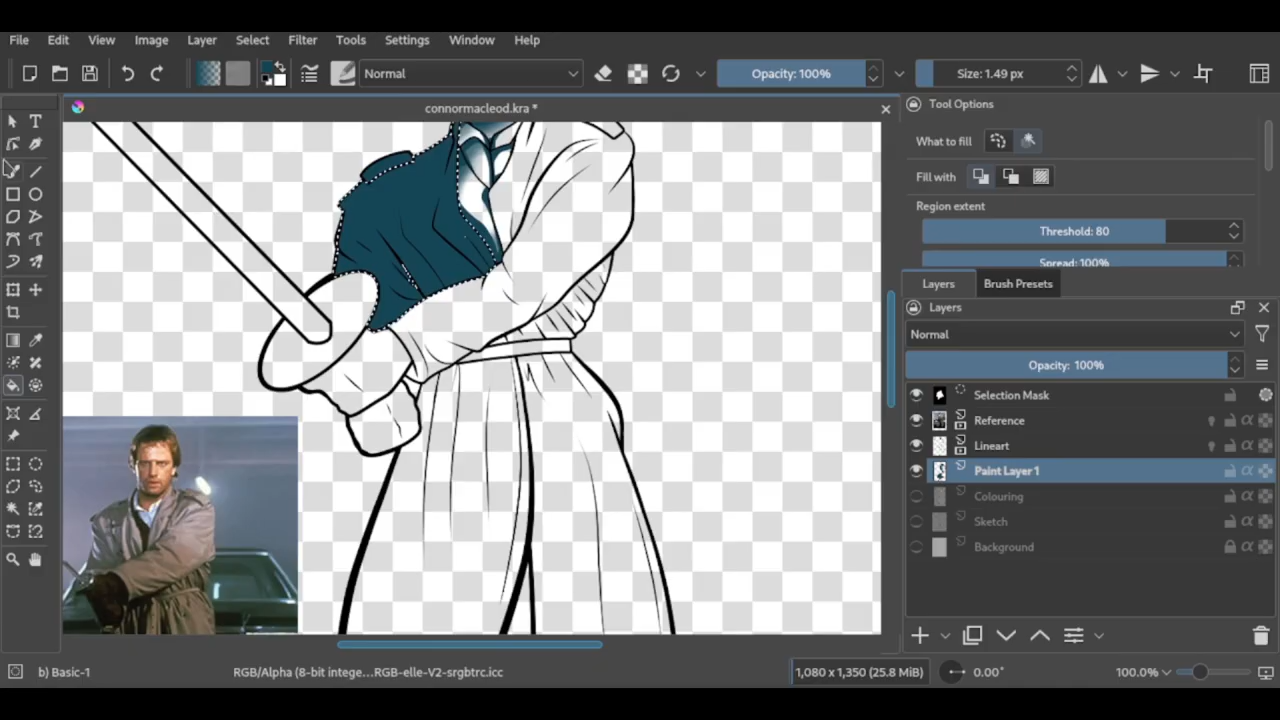 File Edit View Image Layer Select Filter Tools Settings Window Help
Normal Opacity: 100% Size: 1.49 px
connormacleod.kra *
Tool Options
What to fill
Fill with
Region extent
Threshold: 80
Spread: 100%
Layers Brush Presets
Layers
Normal
Opacity: 100%
Selection Mask
Reference
Lineart
Paint Layer 1
Colouring
Sketch
Background
b) Basic-1 RGB/Alpha (8-bit intege...RGB-elle-V2-srgbtrc.icc 1,080 x 1,350 (25.8 MiB) 0.00° 100.0%